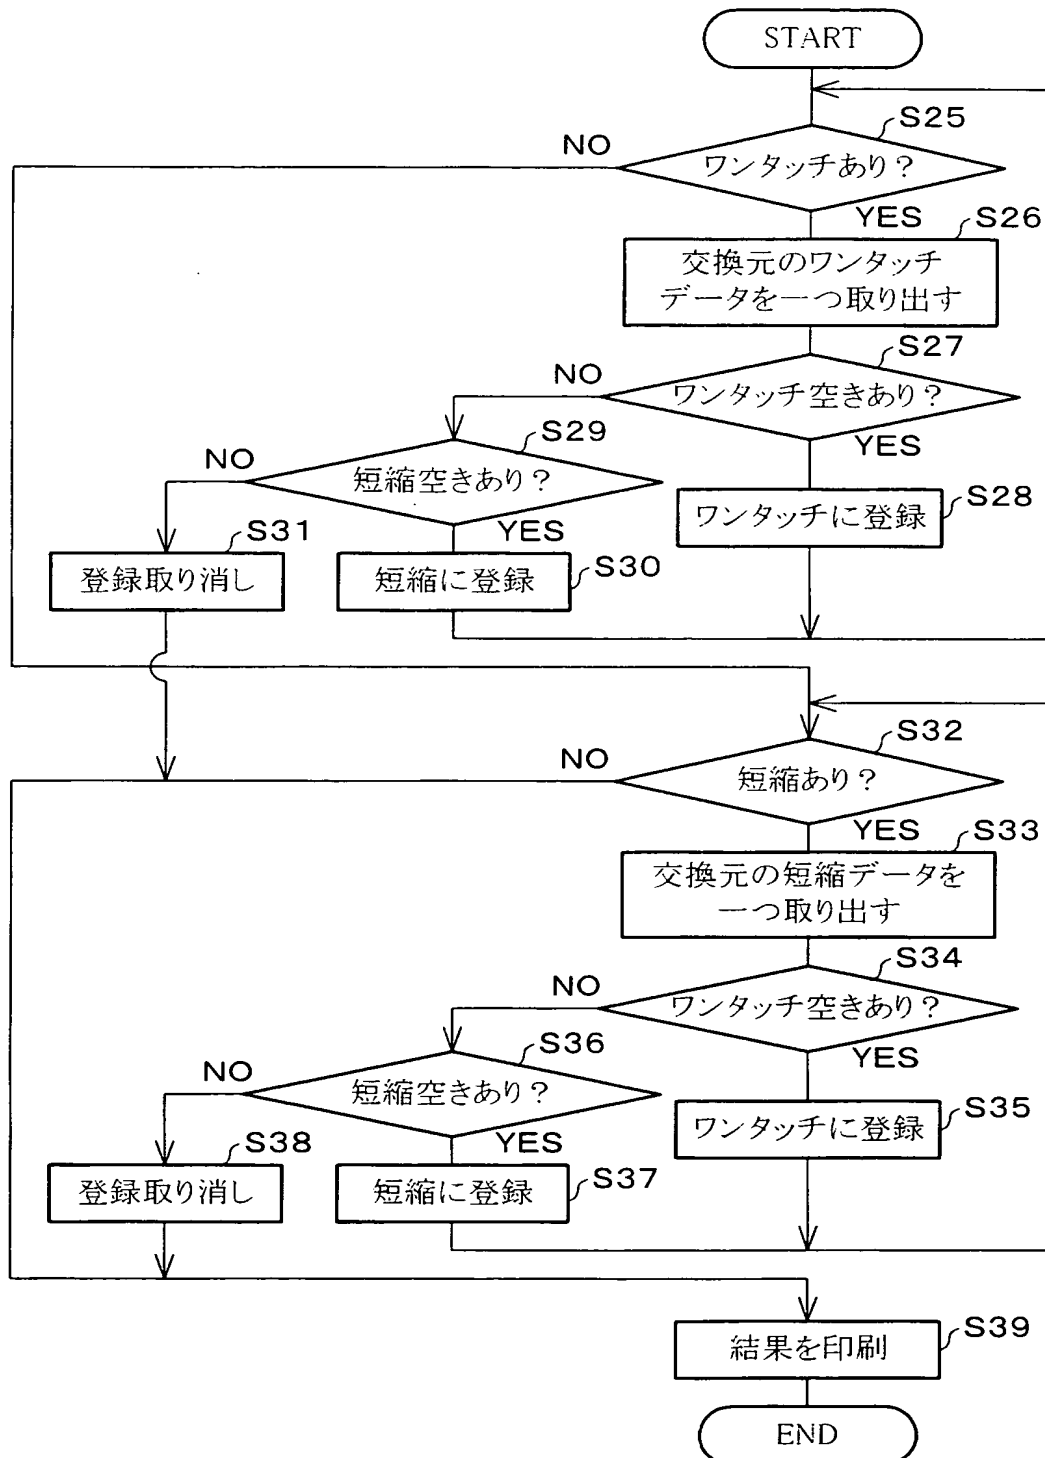 START
S25
NO
ワンタッチあり?
YES
S26
交換元のワンタッチ
データを一つ取り出す
S27
NO
ワンタッチ空きあり?
YES
S29
NO
短縮空きあり?
YES
S28
ワンタッチに登録
S31
登録取り消し
S30
短縮に登録
S32
NO
短縮あり?
YES
S33
交換元の短縮データを
一つ取り出す
S34
NO
ワンタッチ空きあり?
YES
S36
NO
短縮空きあり?
YES
S35
ワンタッチに登録
S38
登録取り消し
S37
短縮に登録
S39
結果を印刷
END